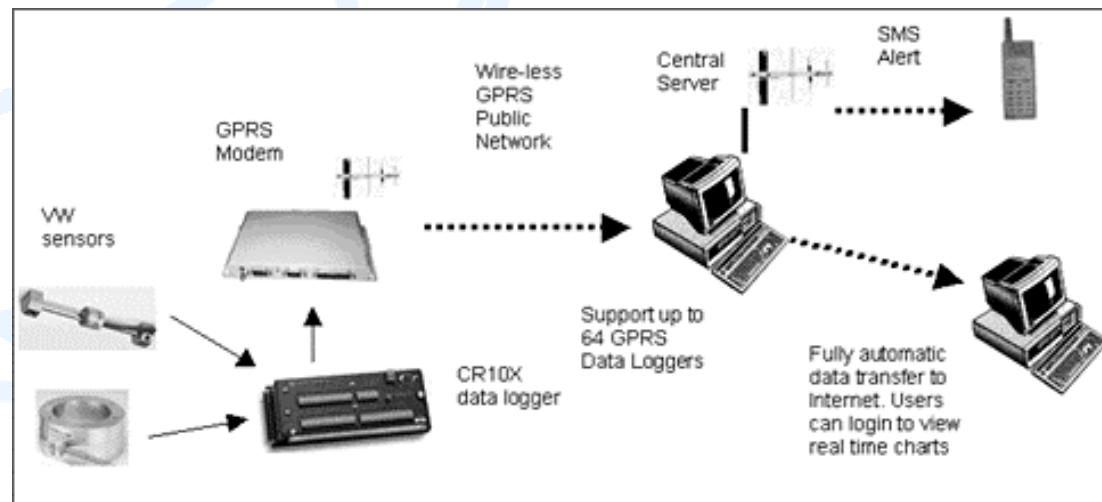 SMS
Alert
Central
Server
Wire-less
GPRS
Public
Network
GPRS
Modem
VW
sensors
CR10X
data logger
Support up to
64 GPRS
Data Loggers
Fully automatic
data transfer to
Internet. Users
can login to view
real time charts